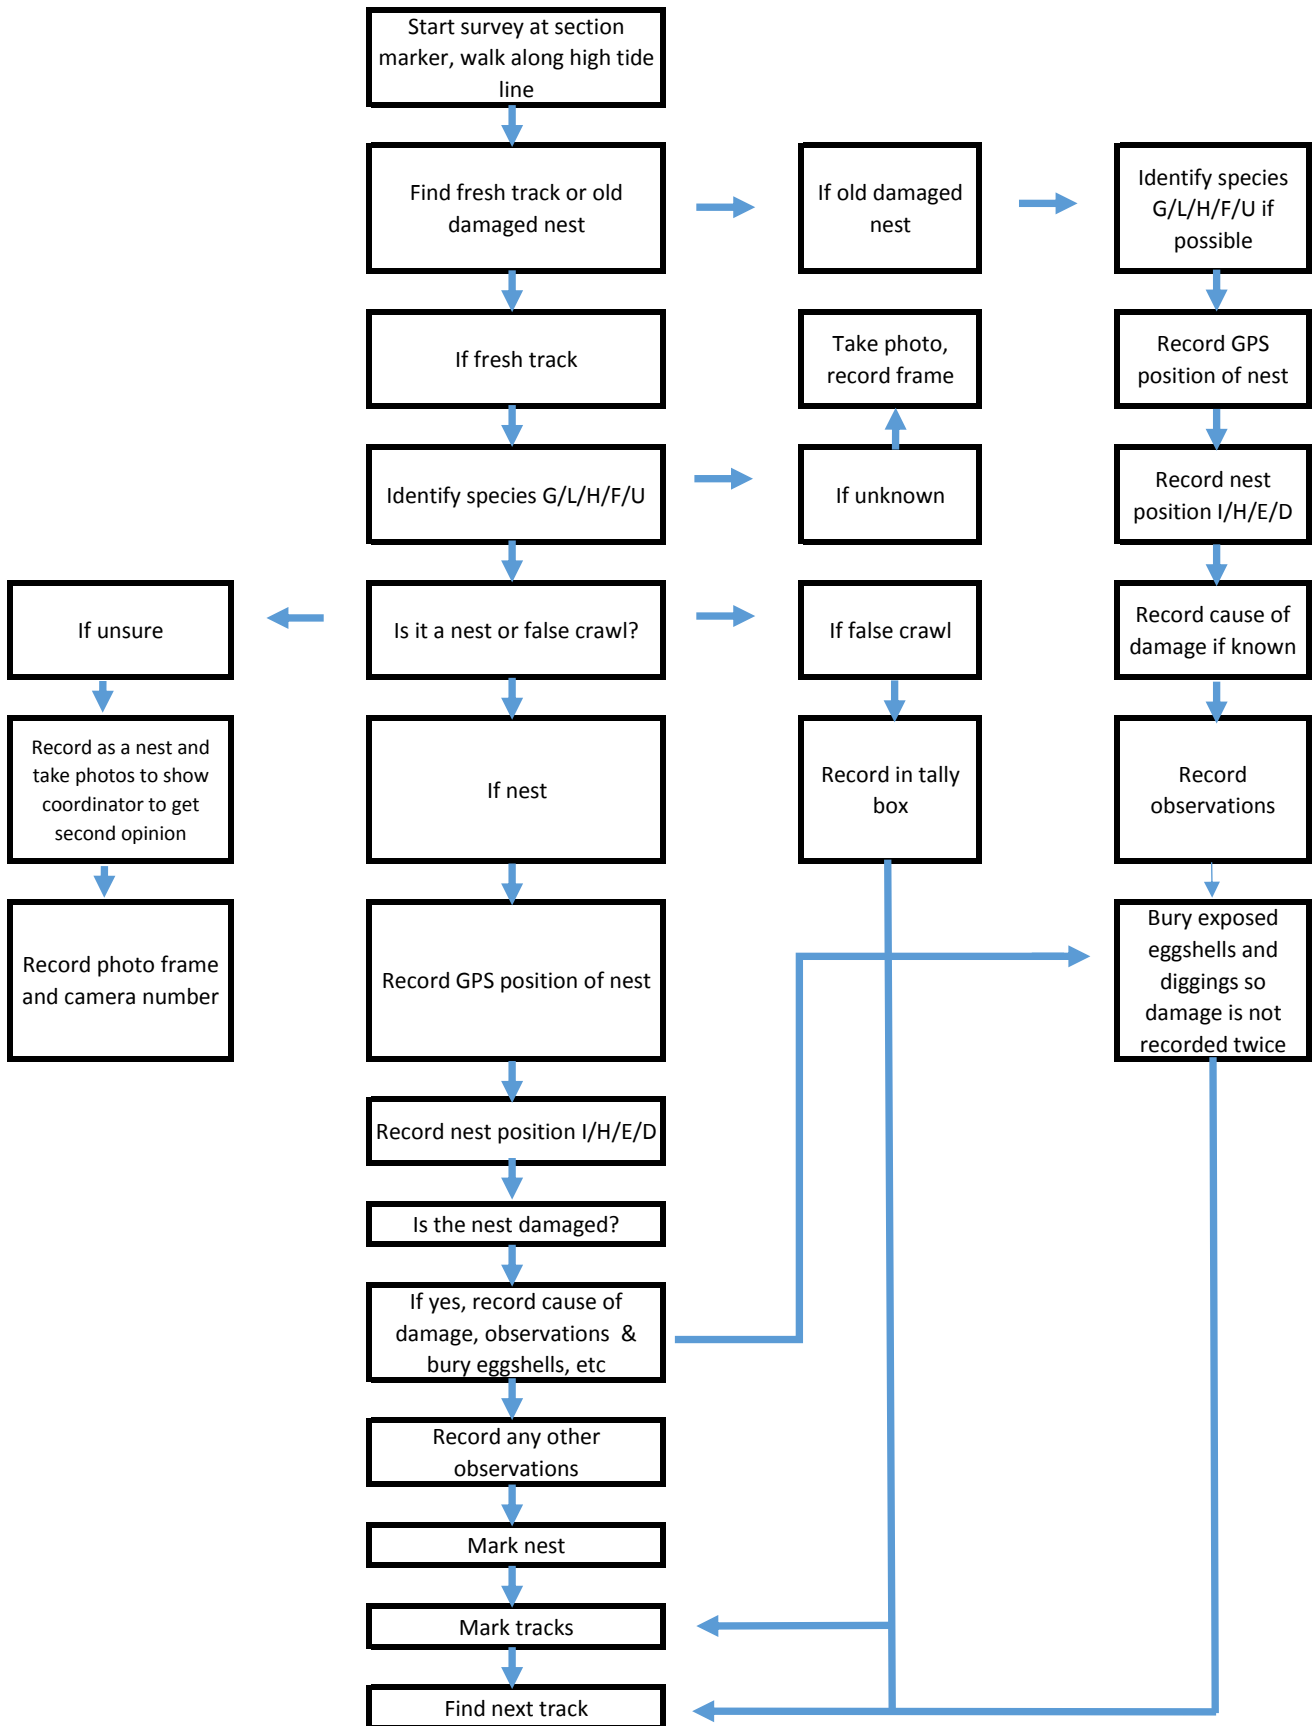 Start survey at section
marker, walk along high tide
line
Find fresh track or old
damaged nest
If old damaged
nest
Identify species
G/L/H/F/U if
possible
If fresh track
Take photo,
record frame
Record GPS
position of nest
Identify species G/L/H/F/U
If unknown
Record nest
position I/H/E/D
If unsure
Is it a nest or false crawl?
If false crawl
Record cause of
damage if known
Record as a nest and
take photos to show
coordinator to get
second opinion
If nest
Record in tally
box
Record
observations
Record photo frame
and camera number
Record GPS position of nest
Bury exposed
eggshells and
diggings so
damage is not
recorded twice
Record nest position I/H/E/D
Is the nest damaged?
If yes, record cause of
damage, observations &
bury eggshells, etc
Record any other
observations
Mark nest
Mark tracks
Find next track